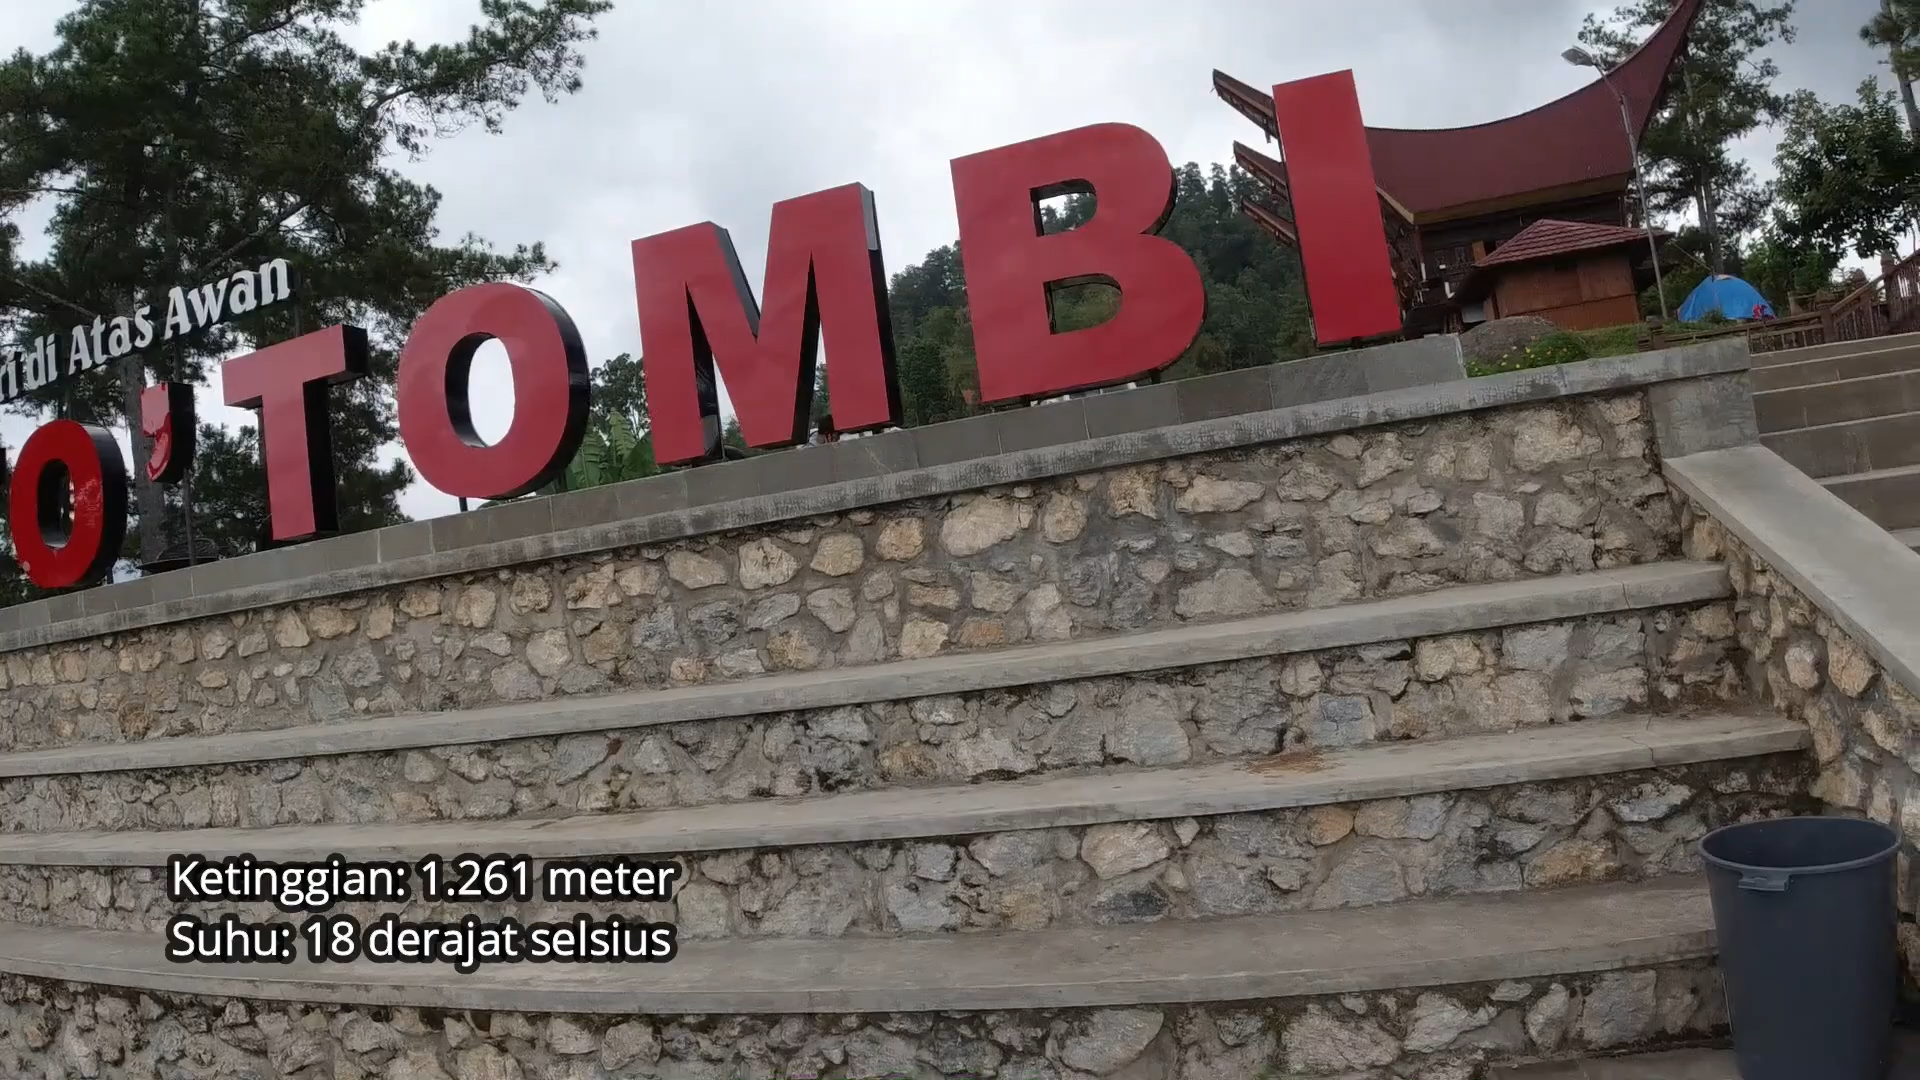 di Atas Awan
O'TOMBI
Ketinggian: 1.261 meter
Suhu: 18 derajat selsius